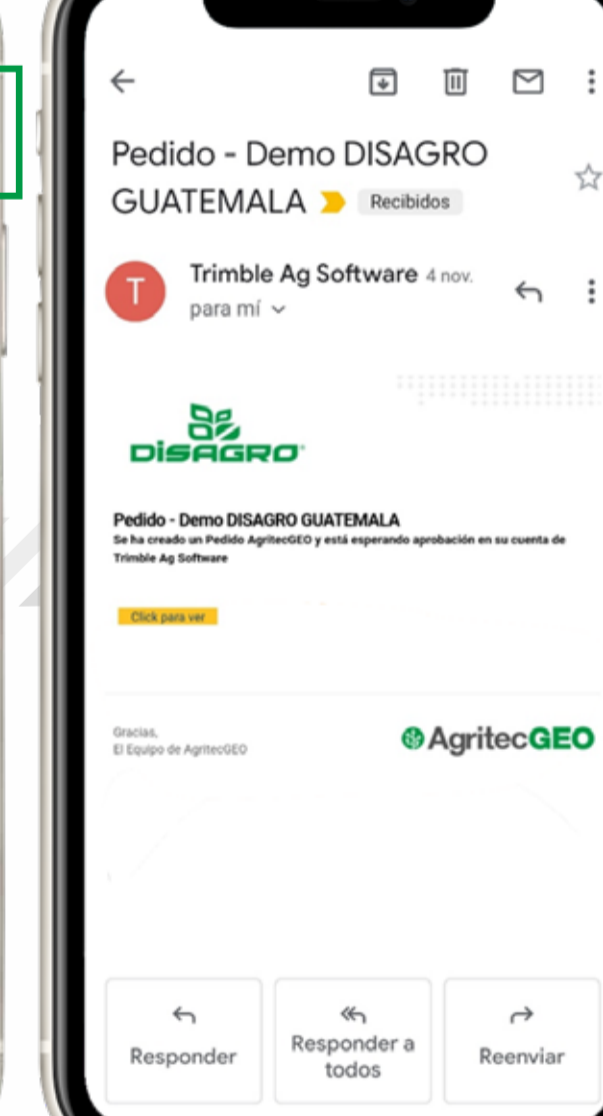 Pedido - Demo DISAGRO
GUATEMALA Recibidos
T
Trimble Ag Software 4 nov.
para mí
DISAGRO
Pedido - Demo DISAGRO GUATEMALA
Se ha creado un Pedido AgritecGEO y está esperando aprobación en su cuenta de
Trimble Ag Software
Click para ver
Gracias,
El Equipo de AgritecGEO
AgritecGEO
Responder
Responder a
todos
Reenviar